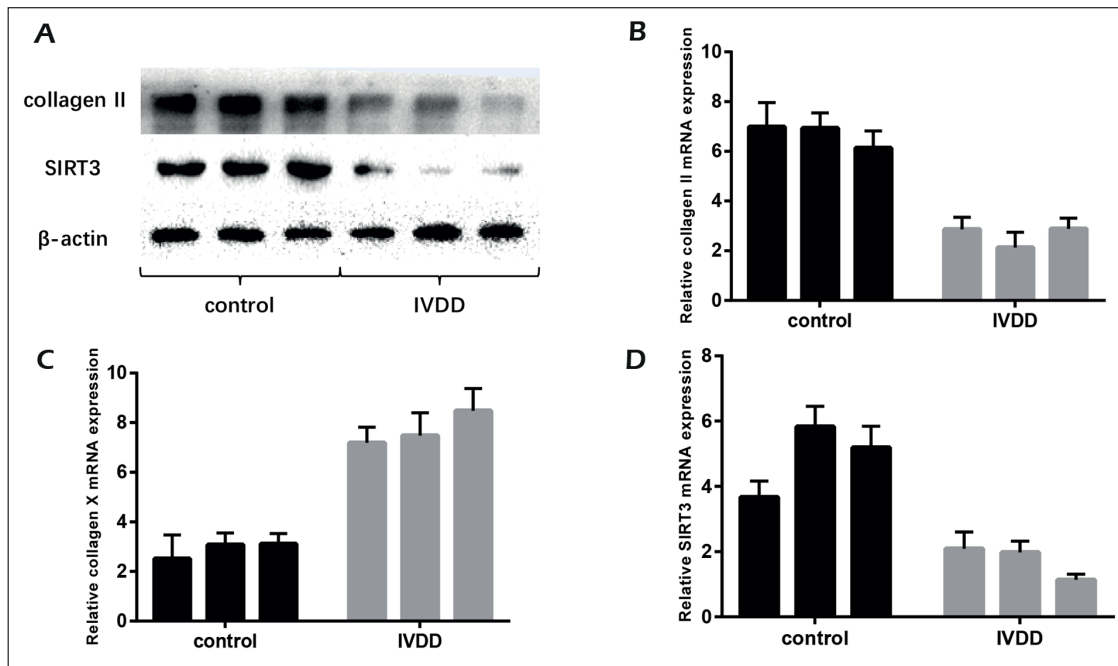 A
collagen II
SIRT3
β-actin
control
IVDD
B
Relative collagen II mRNA expression
10
8
6
4
2
0
control
IVDD
C
Relative collagen X mRNA expression
10
8
6
4
2
0
control
IVDD
D
Relative SIRT3 mRNA expression
8
6
4
2
0
control
IVDD